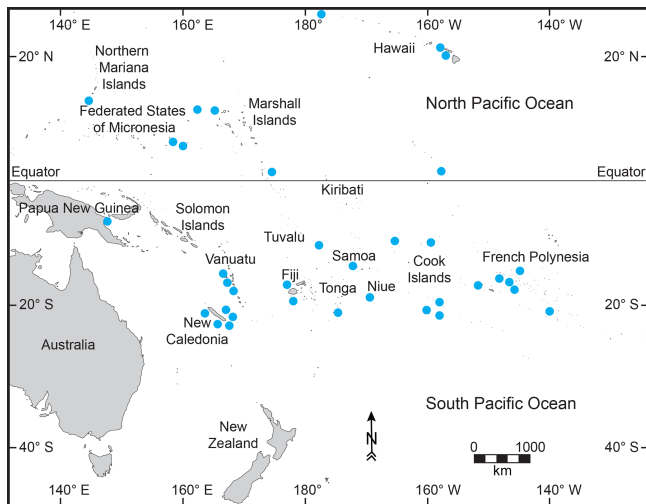 140° E 160° E 180° 160° W 140° W
20° N
Hawaii
Northern
Mariana
Islands
Federated States
of Micronesia
Marshall
Islands
North Pacific Ocean
Equator
Equator
Kiribati
Papua New Guinea
Solomon
Islands
Tuvalu
Vanuatu
Samoa
Fiji
Cook
Islands
French Polynesia
Tonga
Niue
20° S
20° S
New
Caledonia
Australia
South Pacific Ocean
New
Zealand
N
0 1000
km
40° S
40° S
140° E 160° E 180° 160° W 140° W